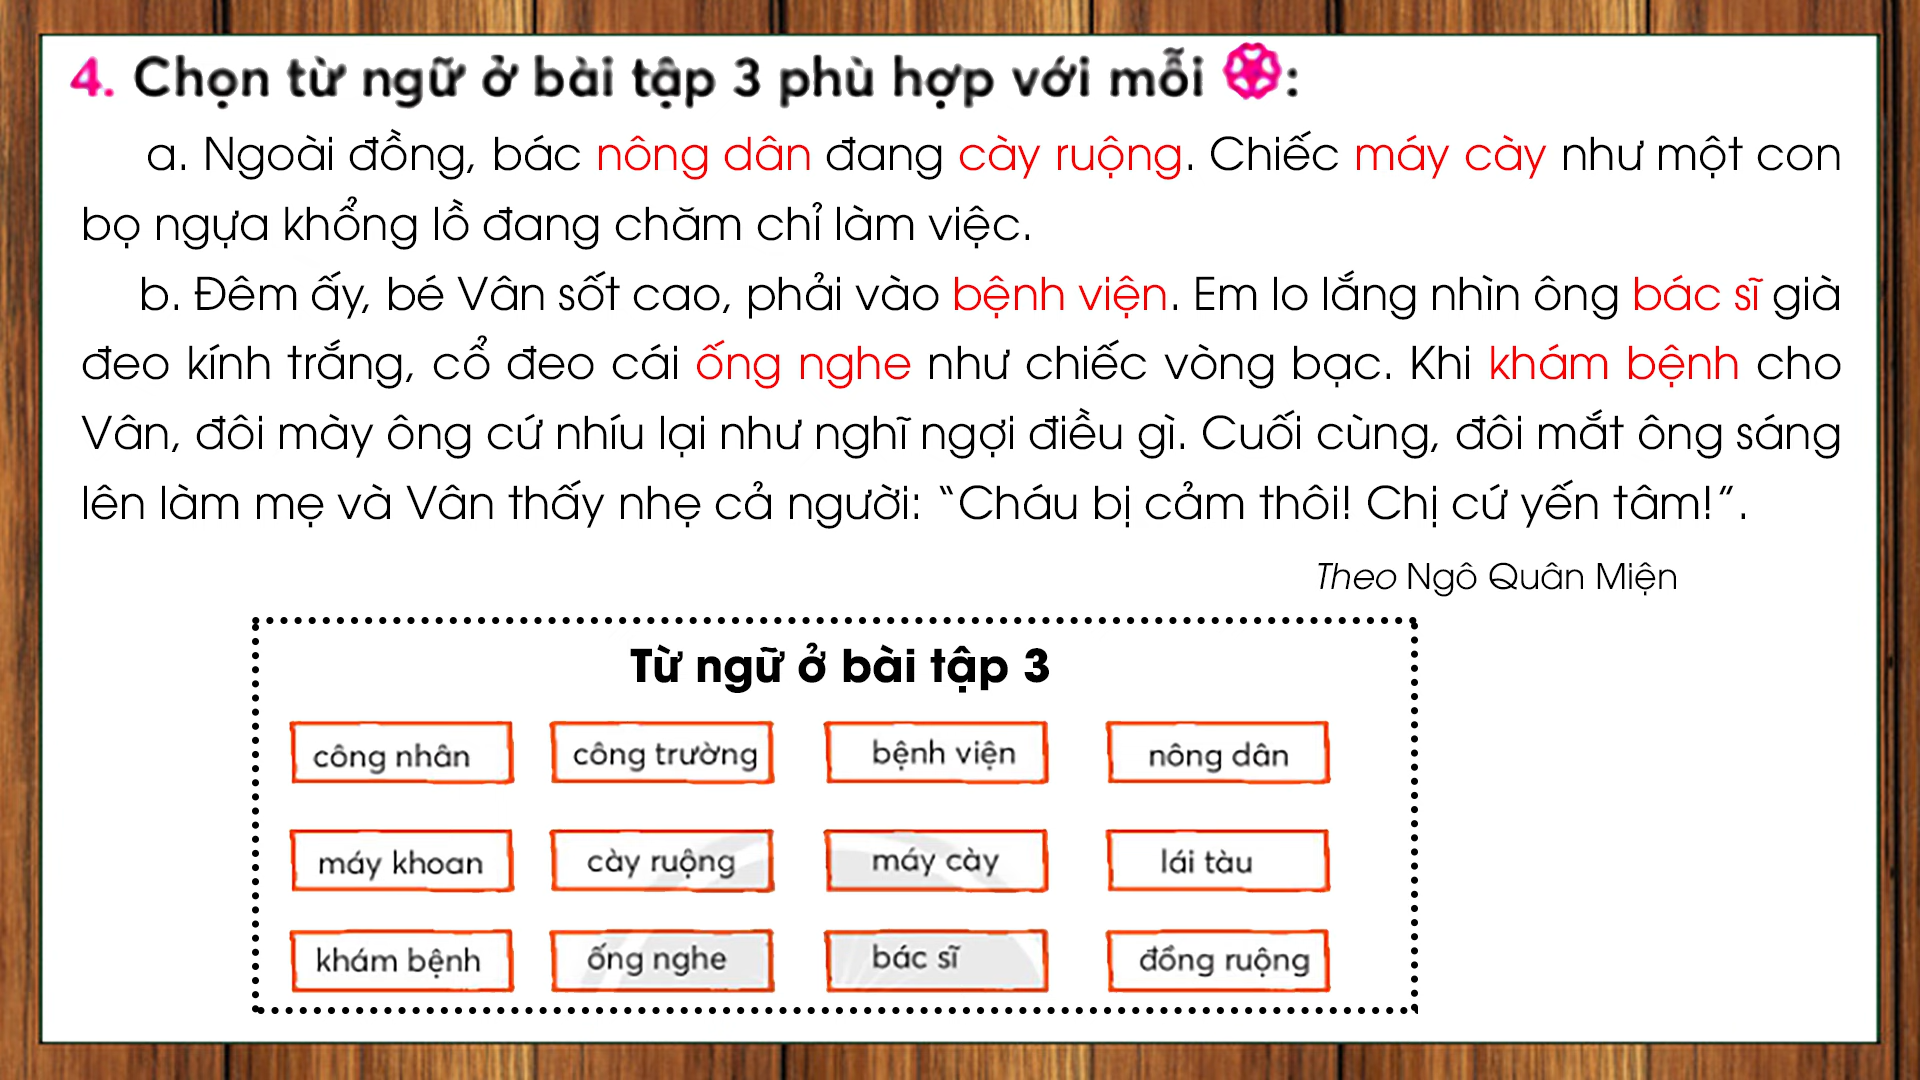 4. Chọn từ ngữ ở bài tập 3 phù hợp với mỗi :
a. Ngoài đồng, bác nông dân đang cày ruộng. Chiếc máy cày như một con
bọ ngựa khổng lồ đang chăm chỉ làm việc.
b. Đêm ấy, bé Vân sốt cao, phải vào bệnh viện. Em lo lắng nhìn ông bác sĩ già
đeo kính trắng, cổ đeo cái ống nghe như chiếc vòng bạc. Khi khám bệnh cho
Vân, đôi mày ông cứ nhíu lại như nghĩ ngợi điều gì. Cuối cùng, đôi mắt ông sáng
lên làm mẹ và Vân thấy nhẹ cả người: “Cháu bị cảm thôi! Chị cứ yến tâm!”.
Theo Ngô Quân Miện
Từ ngữ ở bài tập 3
công nhân công trường bệnh viện nông dân
máy khoan cày ruộng máy cày lái tàu
khám bệnh ống nghe bác sĩ đồng ruộng